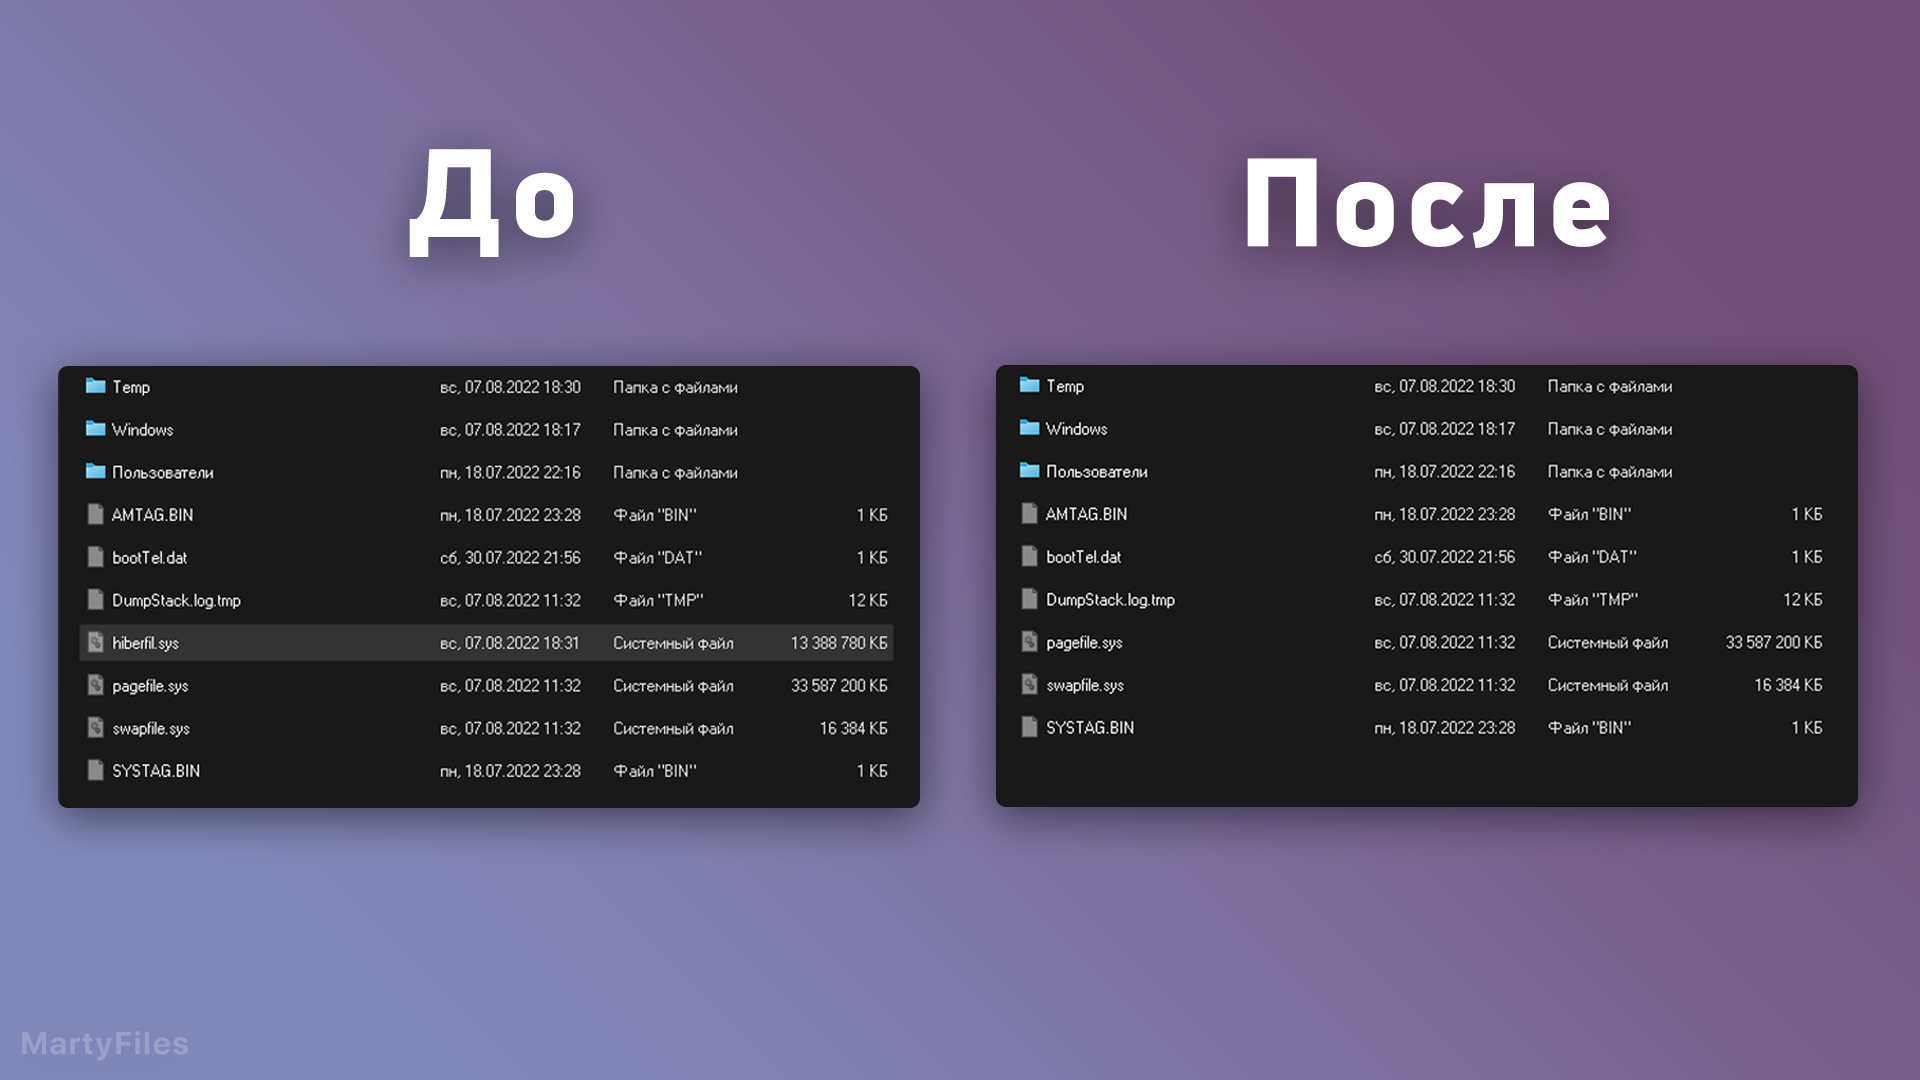 До
Temp вс, 07.08.2022 18:30 Папка с файлами
Windows вс, 07.08.2022 18:17 Папка с файлами
Пользователи пн, 18.07.2022 22:16 Папка с файлами
AMTAG.BIN пн, 18.07.2022 23:28 Файл "BIN" 1 КБ
bootTel.dat сб, 30.07.2022 21:56 Файл "DAT" 1 КБ
DumpStack.log.tmp вс, 07.08.2022 11:32 Файл "TMP" 12 КБ
hiberfil.sys вс, 07.08.2022 18:31 Системный файл 13 388 780 КБ
pagefile.sys вс, 07.08.2022 11:32 Системный файл 33 587 200 КБ
swapfile.sys вс, 07.08.2022 11:32 Системный файл 16 384 КБ
SYSTAG.BIN пн, 18.07.2022 23:28 Файл "BIN" 1 КБ
После
Temp вс, 07.08.2022 18:30 Папка с файлами
Windows вс, 07.08.2022 18:17 Папка с файлами
Пользователи пн, 18.07.2022 22:16 Папка с файлами
AMTAG.BIN пн, 18.07.2022 23:28 Файл "BIN" 1 КБ
bootTel.dat сб, 30.07.2022 21:56 Файл "DAT" 1 КБ
DumpStack.log.tmp вс, 07.08.2022 11:32 Файл "TMP" 12 КБ
pagefile.sys вс, 07.08.2022 11:32 Системный файл 33 587 200 КБ
swapfile.sys вс, 07.08.2022 11:32 Системный файл 16 384 КБ
SYSTAG.BIN пн, 18.07.2022 23:28 Файл "BIN" 1 КБ
MartyFiles